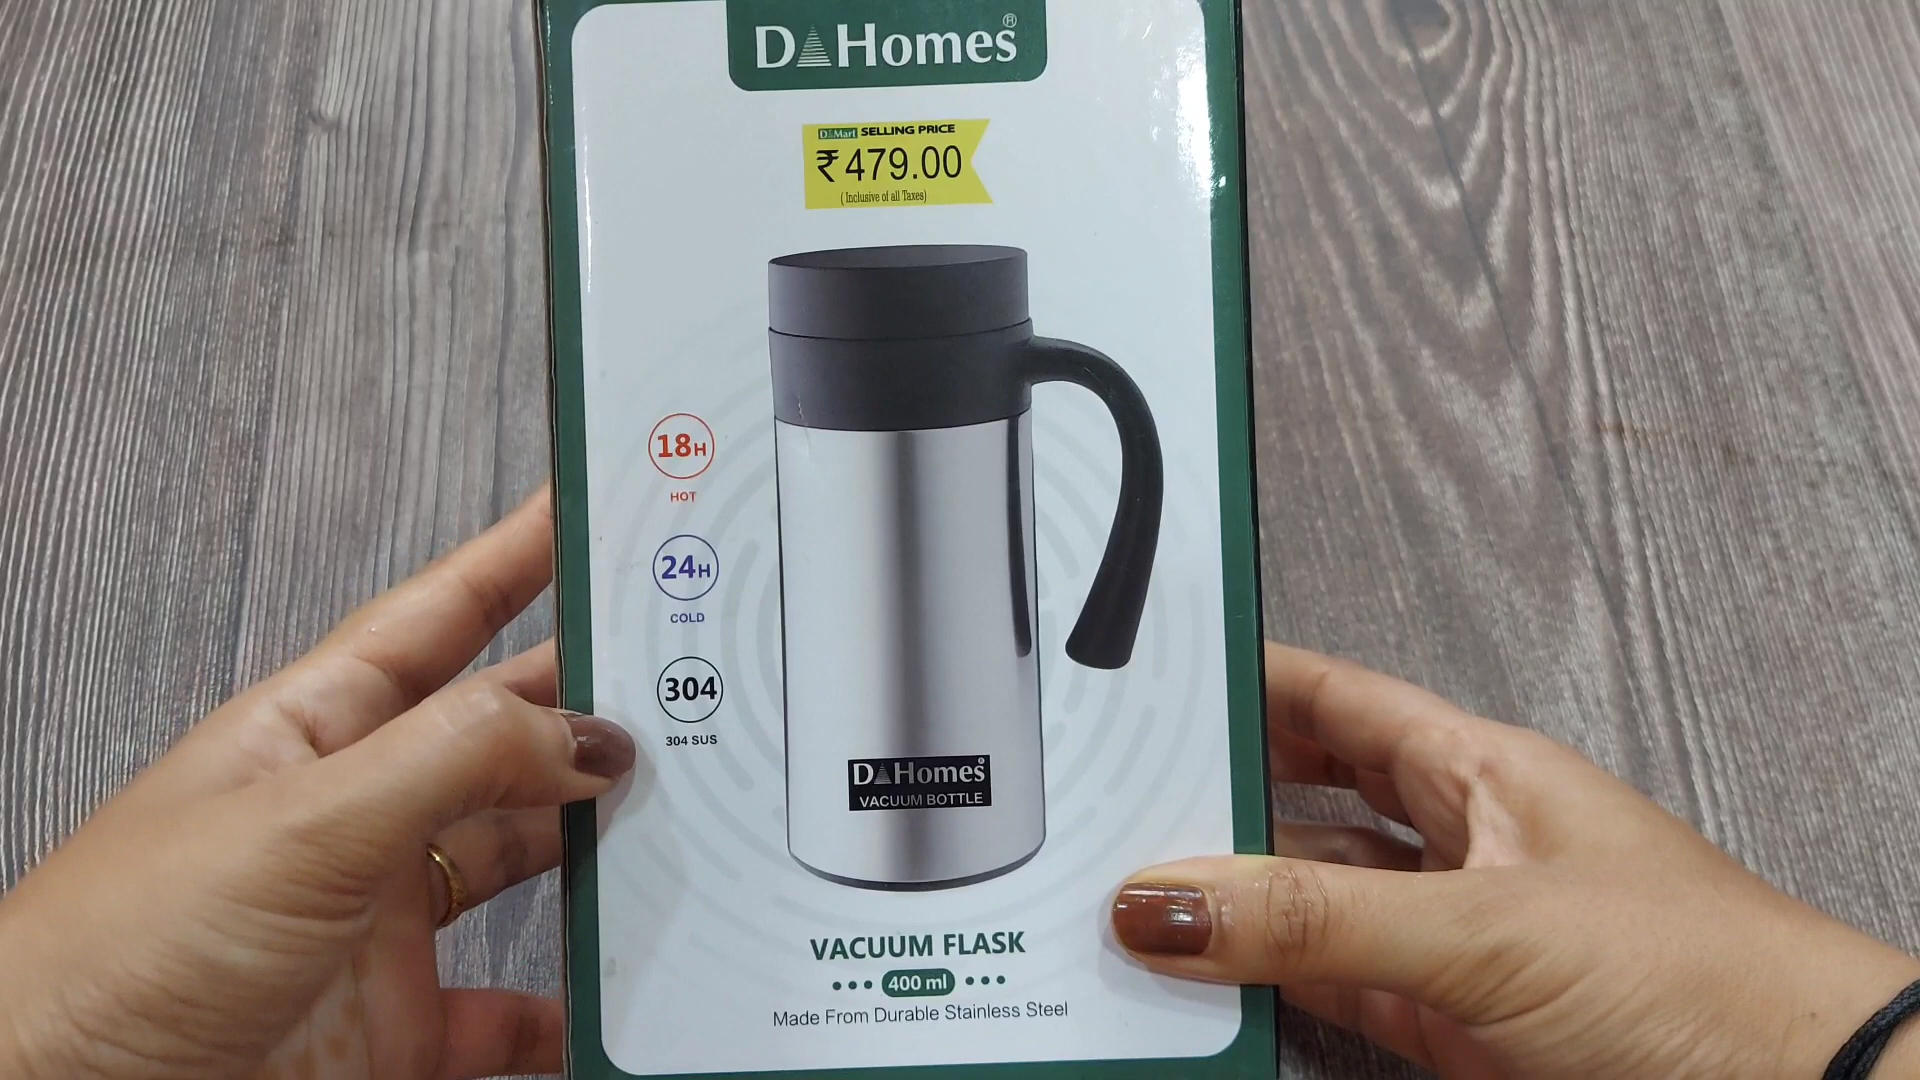 D Homes®
D Mart SELLING PRICE
₹479.00
(Inclusive of all Taxes)
18H
HOT
24H
COLD
304
304 SUS
D Homes®
VACUUM BOTTLE
VACUUM FLASK
400 ml
Made From Durable Stainless Steel